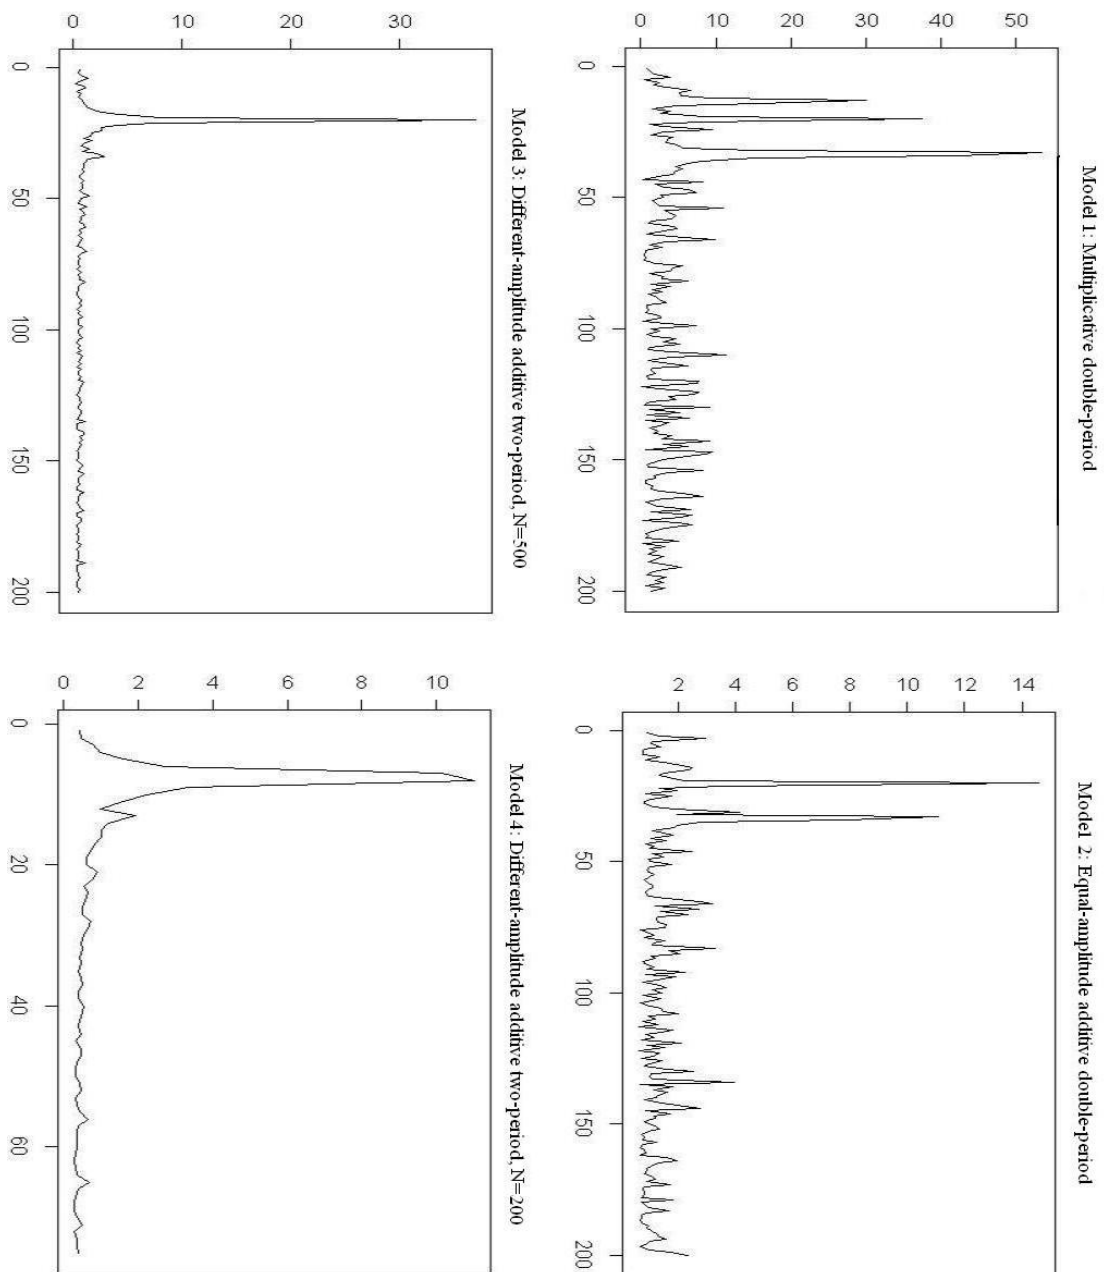 0 10 20 30
0 50 100 150 200
Model 3: Different-amplitude additive two-period, N=500
0 10 20 30 40 50
0 50 100 150 200
Model 1: Multiplicative double-period
0 2 4 6 8 10
0 20 40 60
Model 4: Different-amplitude additive two-period, N=200
2 4 6 8 10 12 14
0 50 100 150 200
Model 2: Equal-amplitude additive double-period